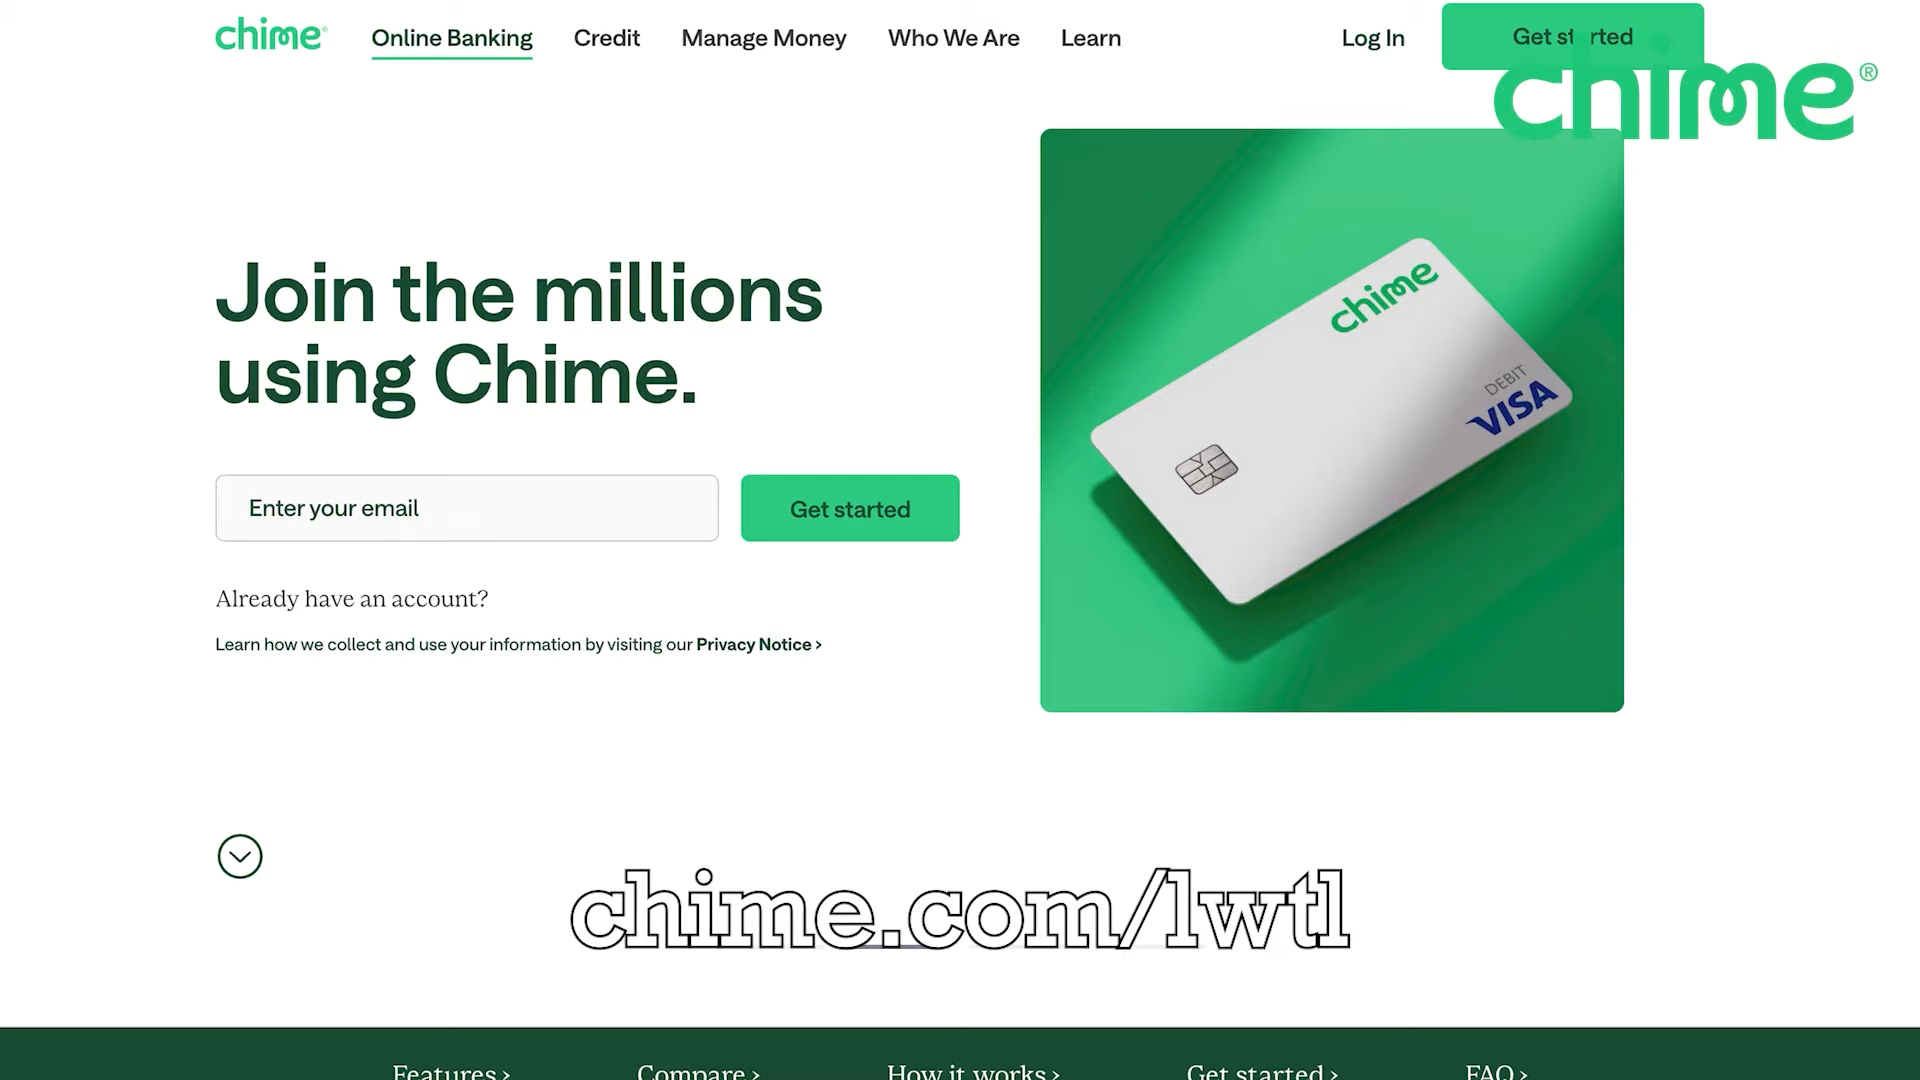 chime®
Online Banking
Credit
Manage Money
Who We Are
Learn
Log In
Get started
chime®
Join the millions
using Chime.
Enter your email
Get started
Already have an account?
Learn how we collect and use your information by visiting our Privacy Notice >
chime
DEBIT
VISA
chime.com/lwtl
Features >
Compare >
How it works >
Get started >
FAQ >